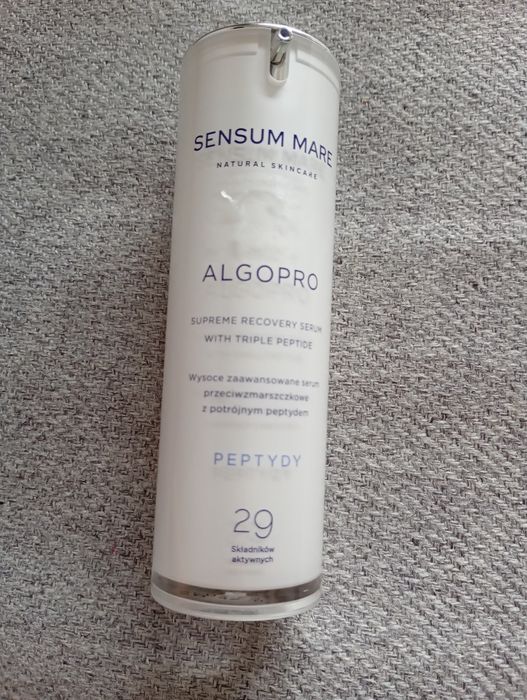 SENSUM MARE
NATURAL SKINCARE
ALGOPRO
SUPREME RECOVERY SERUM
WITH TRIPLE PEPTIDE
Wysoce zaawansowane serum
przeciwzmarszczkowe
z potrójnym peptydem
PEPTYDY
29
Składników
aktywnych